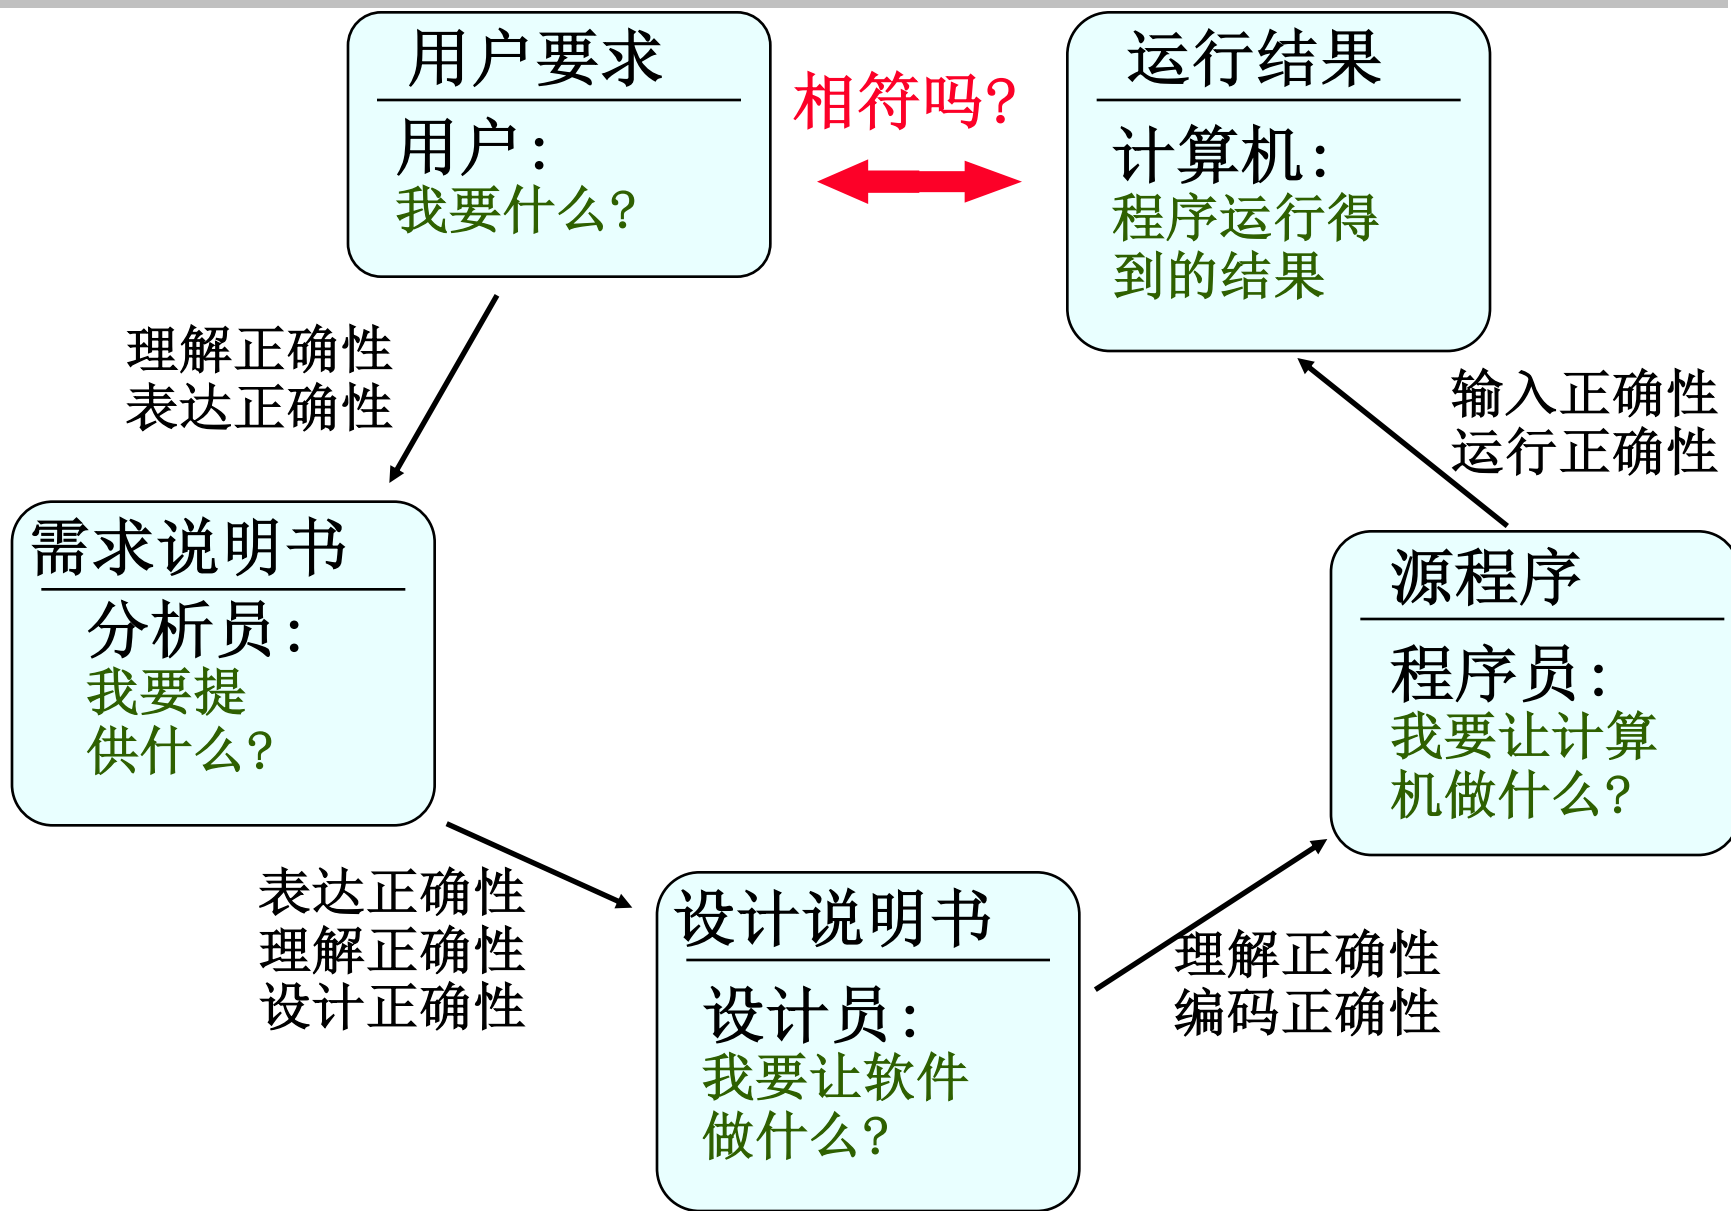 用户要求
用户：
我要什么？
相符吗？
运行结果
计算机：
程序运行得
到的结果
理解正确性
表达正确性
输入正确性
运行正确性
需求说明书
分析员：
我要提
供什么？
源程序
程序员：
我要让计算
机做什么？
表达正确性
理解正确性
设计正确性
设计说明书
设计员：
我要让软件
做什么？
理解正确性
编码正确性